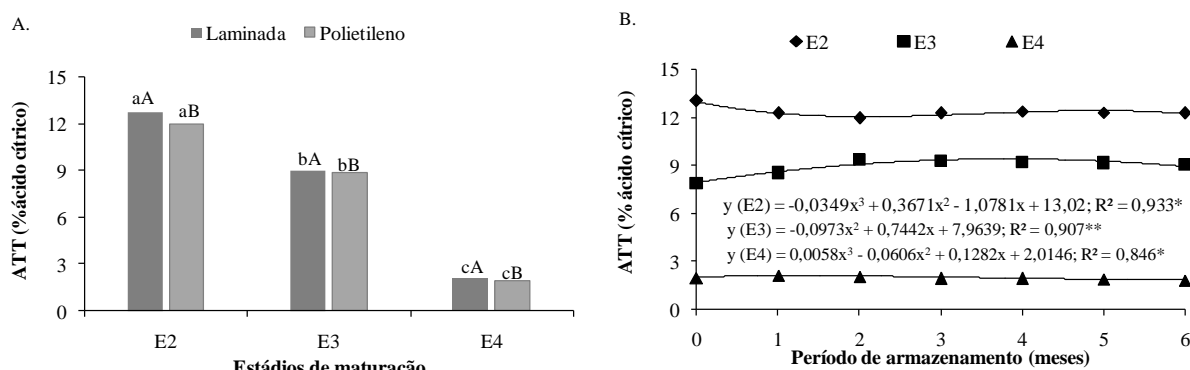 A.
Laminada Polietileno
ATT (%ácido cítrico)
15
12
9
6
3
0
aA
aB
bA
bB
cA
cB
E2 E3 E4
Estádios de maturação
B.
E2 E3 E4
ATT (% ácido cítrico)
15
12
9
6
3
0
y (E2) = -0,0349x³ + 0,3671x² - 1,0781x + 13,02; R² = 0,933*
y (E3) = -0,0973x² + 0,7442x + 7,9639; R² = 0,907**
y (E4) = 0,0058x³ - 0,0606x² + 0,1282x + 2,0146; R² = 0,846*
0 1 2 3 4 5 6
Período de armazenamento (meses)